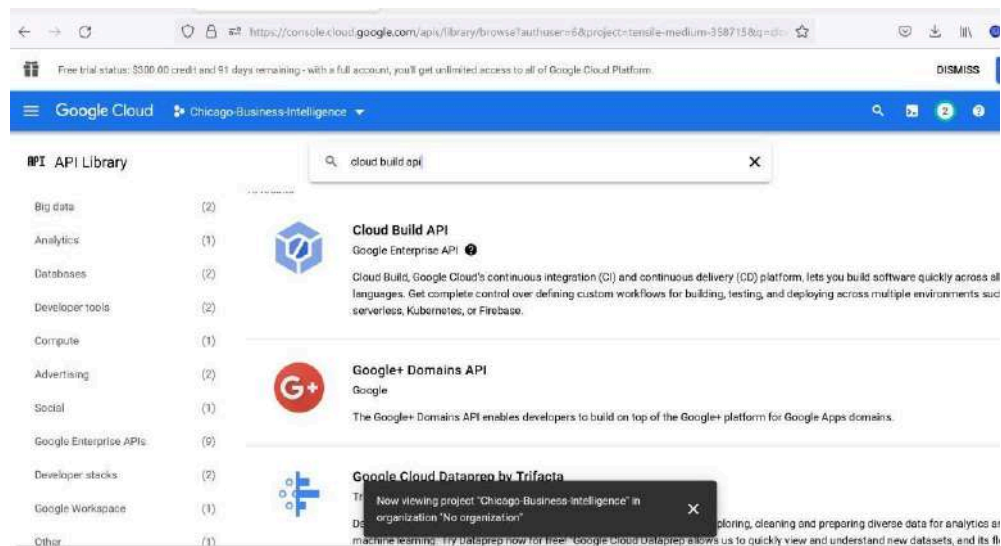 https://console.cloud.google.com/apis/library/browse?authuser=6&project=tensile-medium-358715&q=clou
Free trial status: $300.00 credit and 91 days remaining - with a full account, you'll get unlimited access to all of Google Cloud Platform.
DISMISS
Google Cloud
Chicago-Business-Intelligence
2
API API Library
cloud build api
Big data (2)
Analytics (1)
Databases (2)
Developer tools (2)
Compute (1)
Advertising (2)
Social (1)
Google Enterprise APIs (9)
Developer stacks (2)
Google Workspace (1)
Other (1)
Cloud Build API
Google Enterprise API
Cloud Build, Google Cloud's continuous integration (CI) and continuous delivery (CD) platform, lets you build software quickly across all
languages. Get complete control over defining custom workflows for building, testing, and deploying across multiple environments suc
serverless, Kubernetes, or Firebase.
Google+ Domains API
Google
The Google+ Domains API enables developers to build on top of the Google+ platform for Google Apps domains.
Google Cloud Dataprep by Trifacta
Now viewing project "Chicago-Business-Intelligence" in
organization "No organization"
ploring, cleaning and preparing diverse data for analytics a
machine learning. Try Dataprep now for free! Google Cloud Dataprep allows us to quickly view and understand new datasets, and its fl